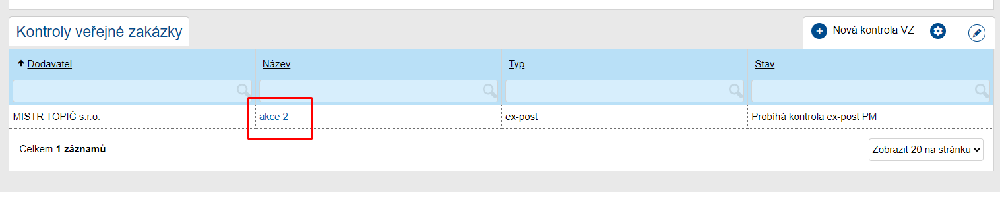 Kontroly veřejné zakázky
Nová kontrola VZ
Dodavatel Název Typ Stav
MISTR TOPIČ s.r.o. akce 2 ex-post Probíhá kontrola ex-post PM
Celkem 1 záznamů
Zobrazit 20 na stránku